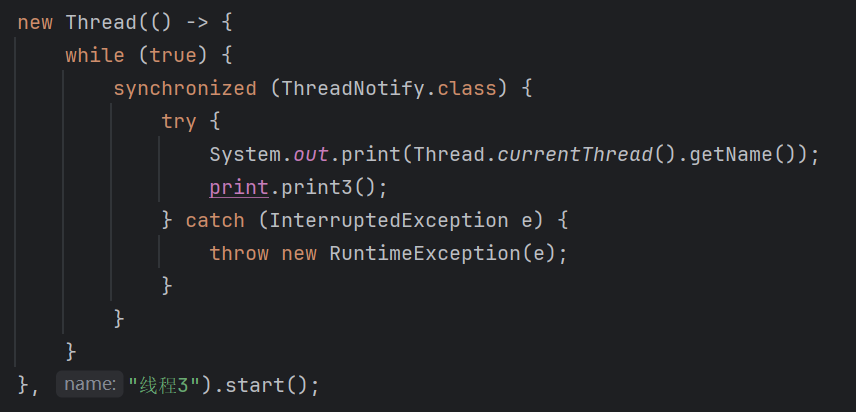 new Thread(() -> {
    while (true) {
        synchronized (ThreadNotify.class) {
            try {
                System.out.print(Thread.currentThread().getName());
                print.print3();
            } catch (InterruptedException e) {
                throw new RuntimeException(e);
            }
        }
    }
}, name: "线程3").start();